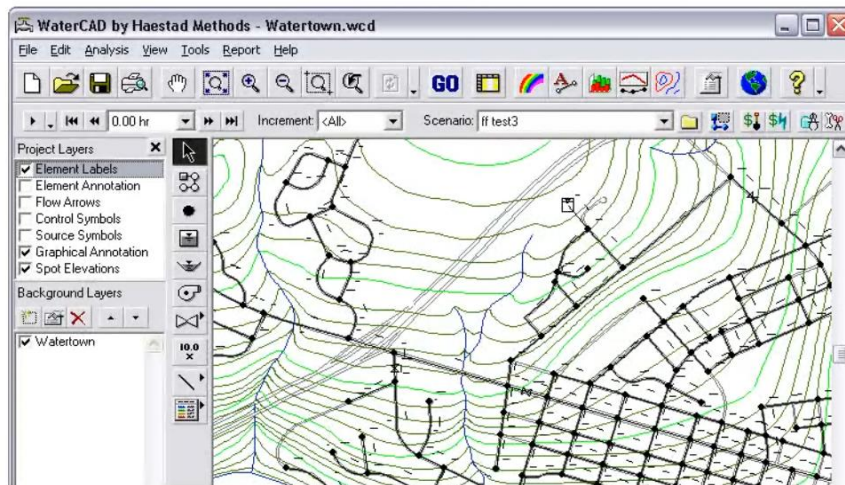 WaterCAD by Haestad Methods - Watertown.wcd
File Edit Analysis View Tools Report Help
GO
0.00 hr Increment: <All> Scenario: ff test3
Project Layers
Element Labels
Element Annotation
Flow Arrows
Control Symbols
Source Symbols
Graphical Annotation
Spot Elevations
Background Layers
Watertown
10.0